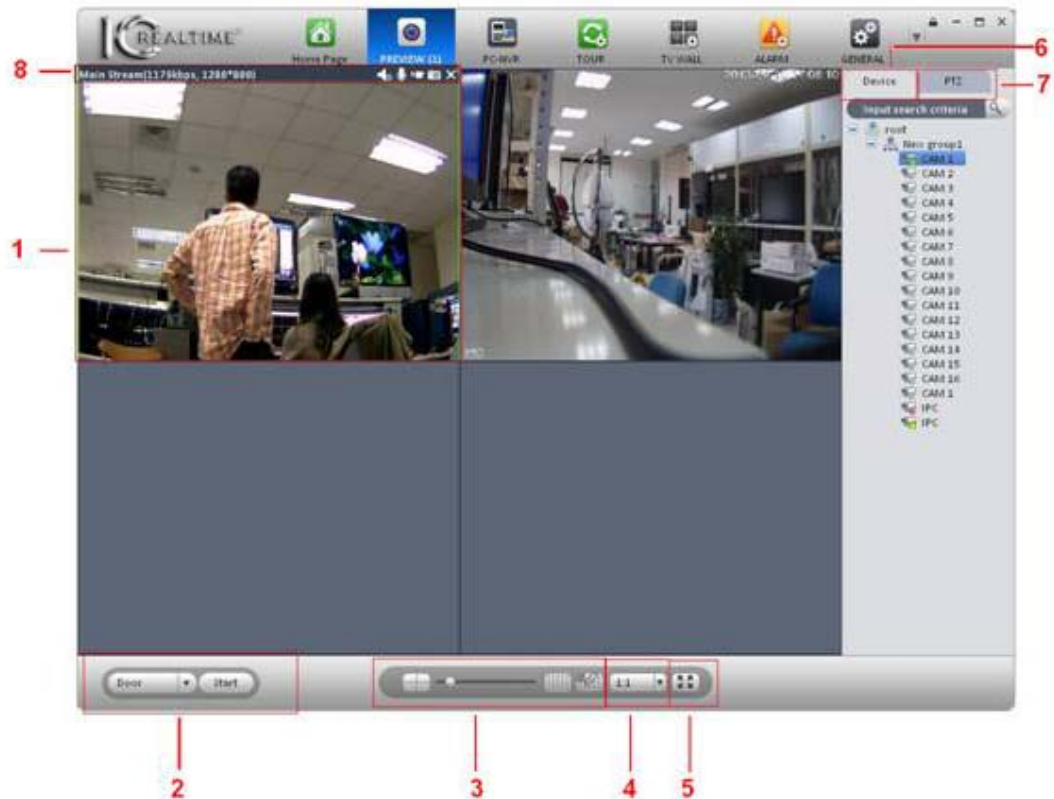 IC REALTIME
Home Page
PREVIEW (1)
PC-NVR
TOUR
TV WALL
ALARM
GENERAL
6
8
Main Stream(1179kbps, 1280*800)
Device
PTZ
7
Input search criteria
root
New group1
CAM 1
CAM 2
CAM 3
CAM 4
CAM 5
CAM 6
CAM 7
CAM 8
CAM 9
CAM 10
CAM 11
CAM 12
CAM 13
CAM 14
CAM 15
CAM 16
CAM 1
IPC
IPC
1
IPC
Door
Start
1:1
2
3
4
5